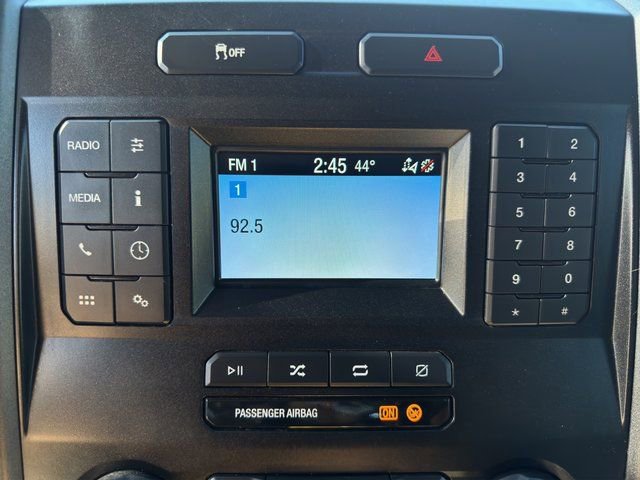 OFF
RADIO
MEDIA
FM 1 2:45 44°
1
92.5
1 2
3 4
5 6
7 8
9 0
* #
PASSENGER AIRBAG ON